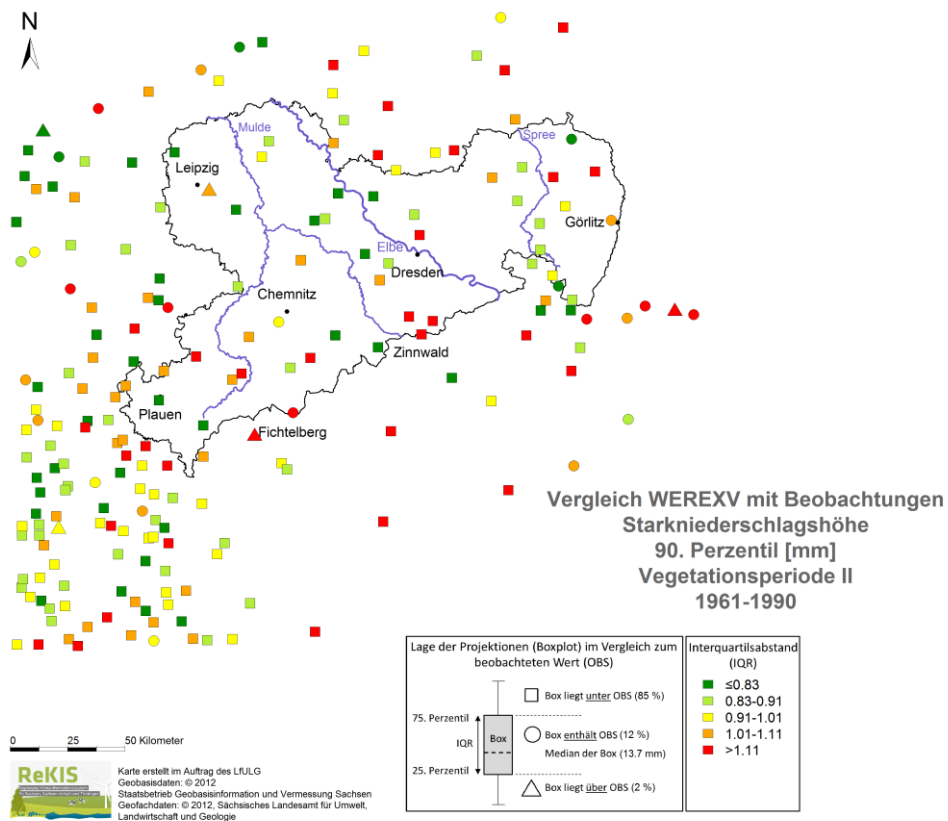 N
Mulde
Spree
Leipzig
Görlitz
Elbe
Dresden
Chemnitz
Zinnwald
Plauen
Fichtelberg
Vergleich WEREXV mit Beobachtungen
Starkniederschlagshöhe
90. Perzentil [mm]
Vegetationsperiode II
1961-1990
Lage der Projektionen (Boxplot) im Vergleich zum
beobachteten Wert (OBS)
75. Perzentil
IQR
25. Perzentil
Box
Box liegt unter OBS (85 %)
Box enthält OBS (12 %)
Median der Box (13.7 mm)
Box liegt über OBS (2 %)
Interquartilsabstand
(IQR)
≤0.83
0.83-0.91
0.91-1.01
1.01-1.11
>1.11
0 25 50 Kilometer
ReKIS
Karte erstellt im Auftrag des LfULG
Geobasisdaten: © 2012
Staatsbetrieb Geobasisinformation und Vermessung Sachsen
Geofachdaten: © 2012, Sächsisches Landesamt für Umwelt,
Landwirtschaft und Geologie